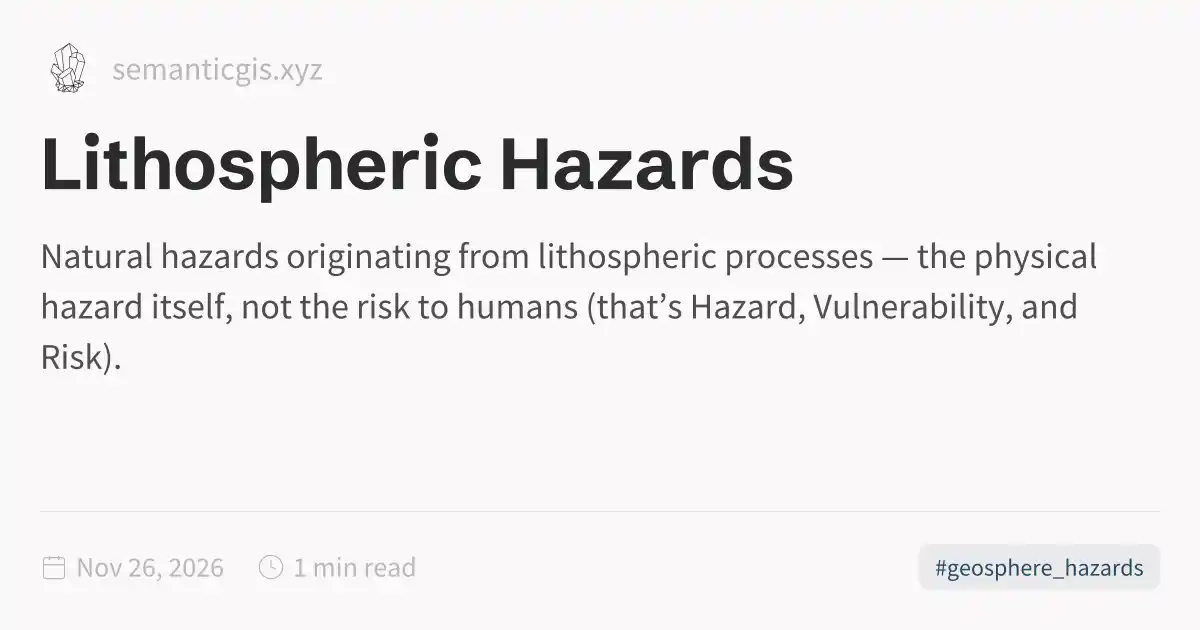 semanticgis.xyz
Lithospheric Hazards
Natural hazards originating from lithospheric processes — the physical
hazard itself, not the risk to humans (that’s Hazard, Vulnerability, and
Risk).
Nov 26, 2026 1 min read #geosphere_hazards